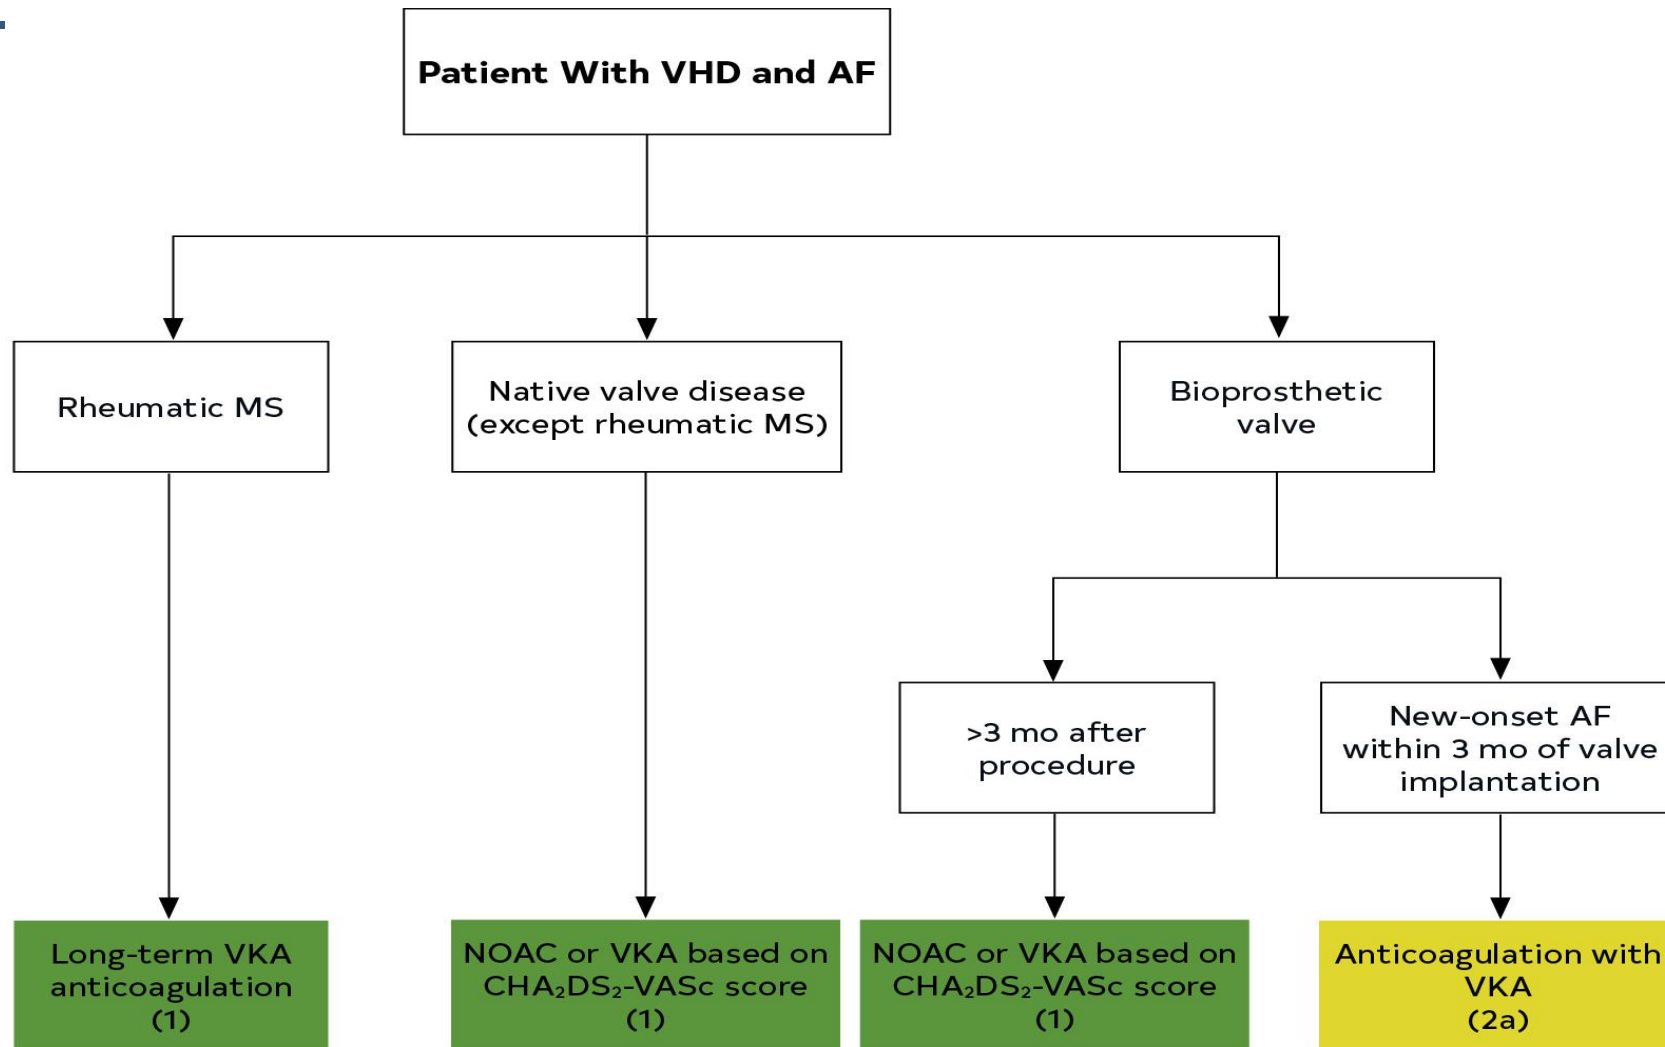 Patient With VHD and AF
Rheumatic MS
Native valve disease
(except rheumatic MS)
Bioprosthetic
valve
>3 mo after
procedure
New-onset AF
within 3 mo of valve
implantation
Long-term VKA
anticoagulation
(1)
NOAC or VKA based on
CHA₂DS₂-VASc score
(1)
NOAC or VKA based on
CHA₂DS₂-VASc score
(1)
Anticoagulation with
VKA
(2a)